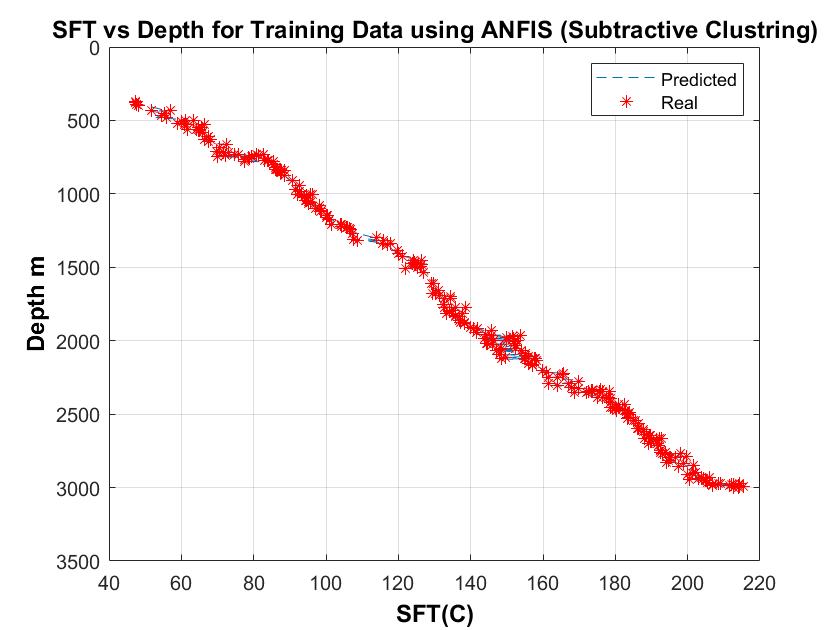 SFT vs Depth for Training Data using ANFIS (Subtractive Clustring)
Predicted
Real
Depth m
0
500
1000
1500
2000
2500
3000
3500
40 60 80 100 120 140 160 180 200 220
SFT(C)